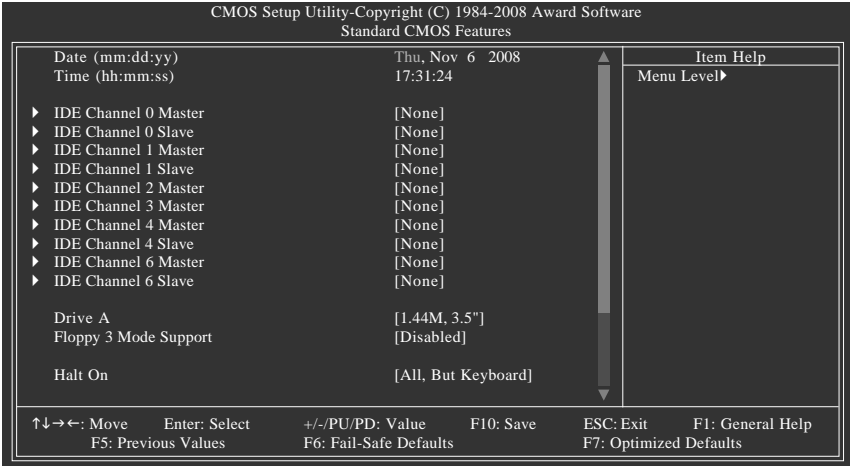 CMOS Setup Utility-Copyright (C) 1984-2008 Award Software
Standard CMOS Features
Date (mm:dd:yy) Thu, Nov 6 2008 Item Help
Time (hh:mm:ss) 17:31:24 Menu Level
IDE Channel 0 Master [None]
IDE Channel 0 Slave [None]
IDE Channel 1 Master [None]
IDE Channel 1 Slave [None]
IDE Channel 2 Master [None]
IDE Channel 3 Master [None]
IDE Channel 4 Master [None]
IDE Channel 4 Slave [None]
IDE Channel 6 Master [None]
IDE Channel 6 Slave [None]
Drive A [1.44M, 3.5"]
Floppy 3 Mode Support [Disabled]
Halt On [All, But Keyboard]
↑↓→←: Move Enter: Select +/-/PU/PD: Value F10: Save ESC: Exit F1: General Help
F5: Previous Values F6: Fail-Safe Defaults F7: Optimized Defaults